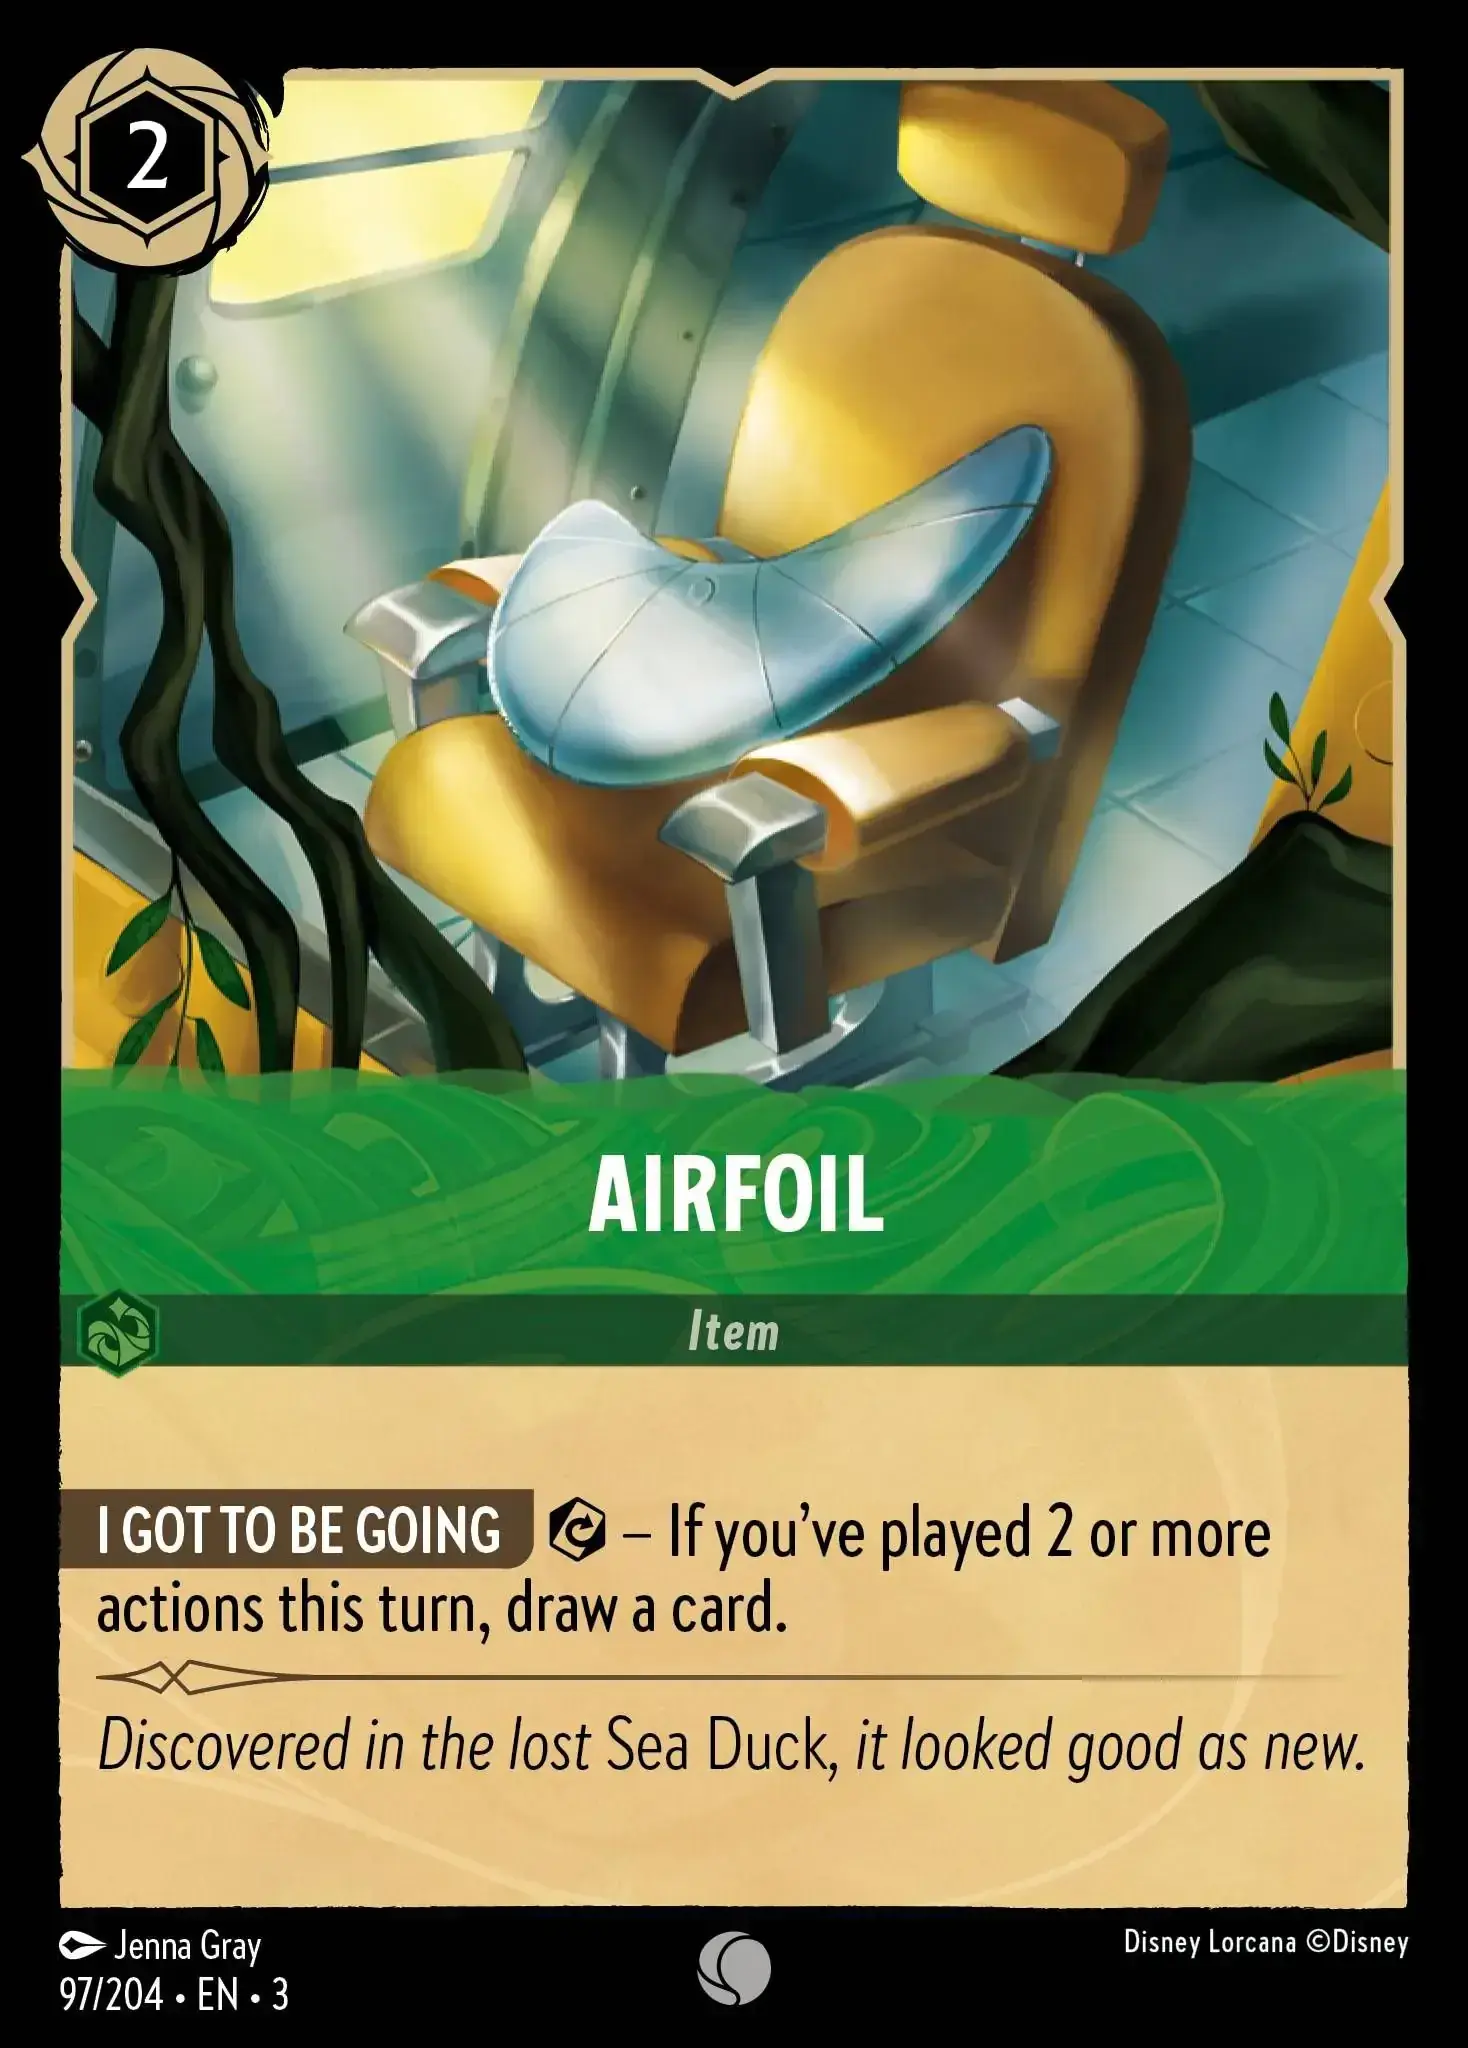 2
AIRFOIL
Item
I GOT TO BE GOING – If you’ve played 2 or more
actions this turn, draw a card.
Discovered in the lost Sea Duck, it looked good as new.
Jenna Gray
97/204 • EN • 3
Disney Lorcana ©Disney